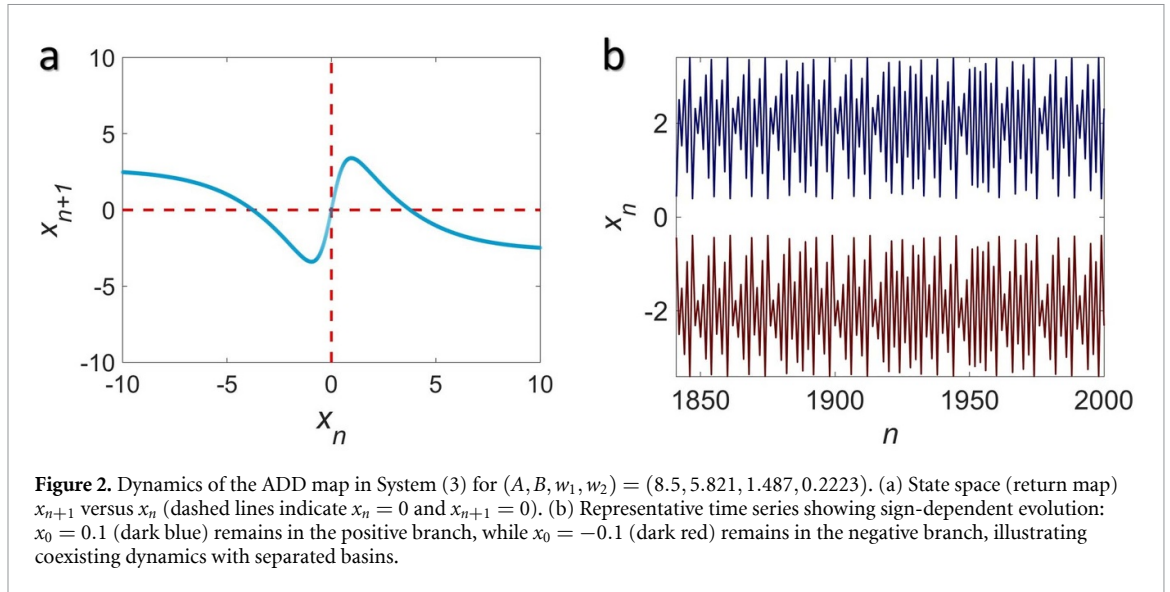 a
10
5
0
-5
-10
x_{n+1}
-10 -5 0 5 10
x_n
b
2
0
-2
x_n
1850 1900 1950 2000
n
Figure 2. Dynamics of the ADD map in System (3) for (A, B, w_1, w_2) = (8.5, 5.821, 1.487, 0.2223). (a) State space (return map)
x_{n+1} versus x_n (dashed lines indicate x_n = 0 and x_{n+1} = 0). (b) Representative time series showing sign-dependent evolution:
x_0 = 0.1 (dark blue) remains in the positive branch, while x_0 = −0.1 (dark red) remains in the negative branch, illustrating
coexisting dynamics with separated basins.